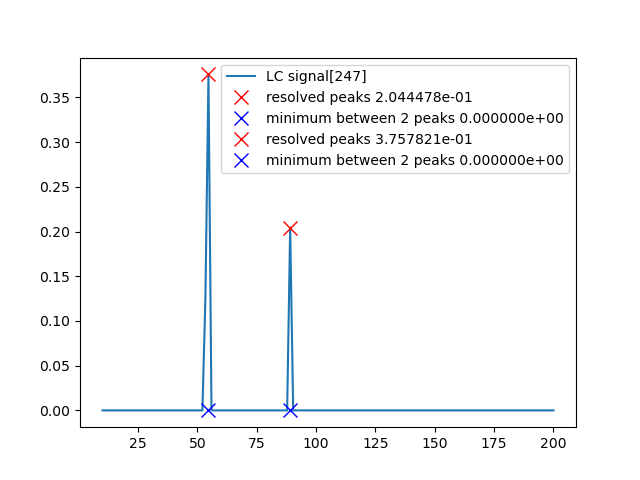 LC signal[247]
resolved peaks 2.044478e-01
minimum between 2 peaks 0.000000e+00
resolved peaks 3.757821e-01
minimum between 2 peaks 0.000000e+00
0.35
0.30
0.25
0.20
0.15
0.10
0.05
0.00
25 50 75 100 125 150 175 200